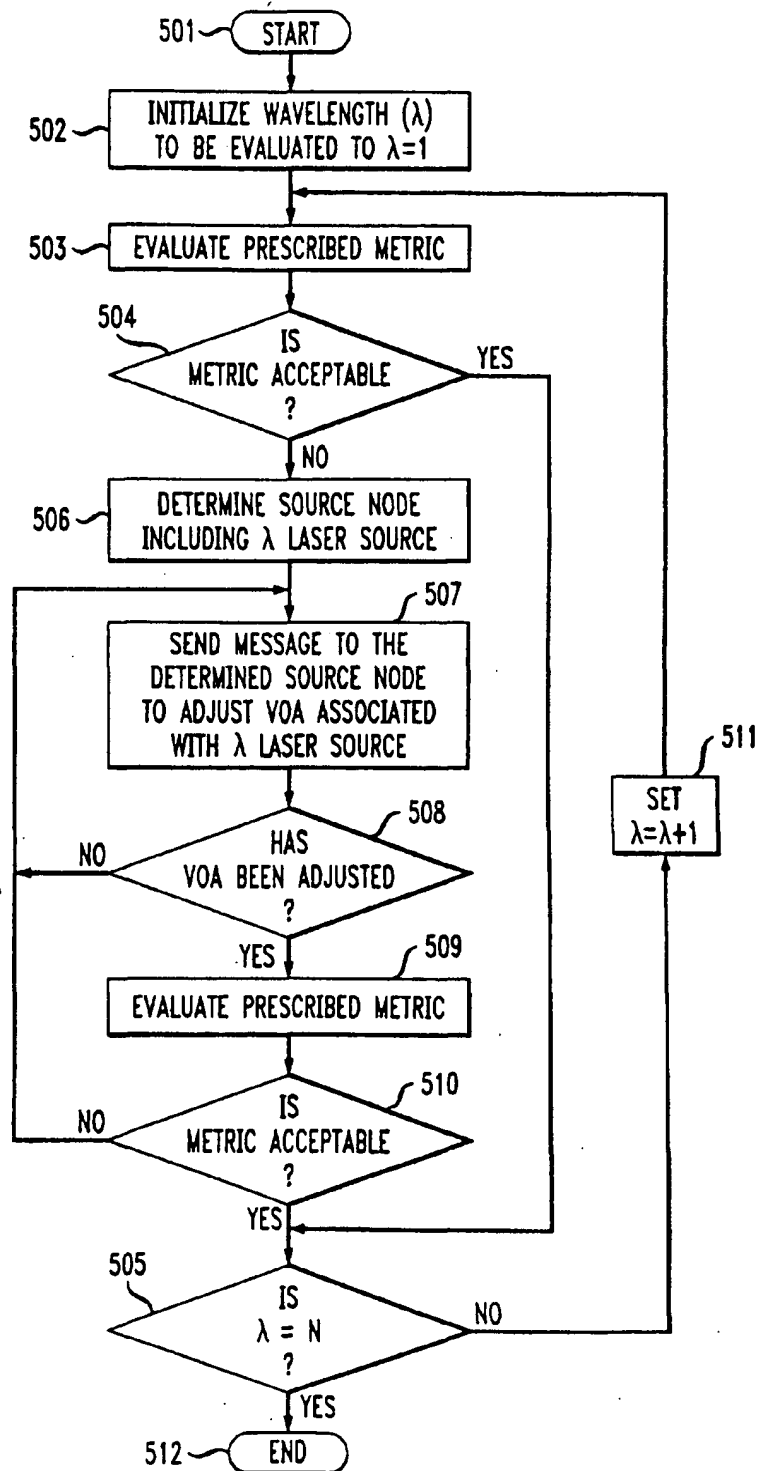 501
START
502
INITIALIZE WAVELENGTH (λ)
TO BE EVALUATED TO λ=1
503
EVALUATE PRESCRIBED METRIC
504
IS
METRIC ACCEPTABLE
?
YES
NO
506
DETERMINE SOURCE NODE
INCLUDING λ LASER SOURCE
507
SEND MESSAGE TO THE
DETERMINED SOURCE NODE
TO ADJUST VOA ASSOCIATED
WITH λ LASER SOURCE
511
SET
λ=λ+1
508
HAS
VOA BEEN ADJUSTED
?
NO
YES
509
EVALUATE PRESCRIBED METRIC
510
IS
METRIC ACCEPTABLE
?
NO
YES
505
IS
λ = N
?
NO
YES
512
END